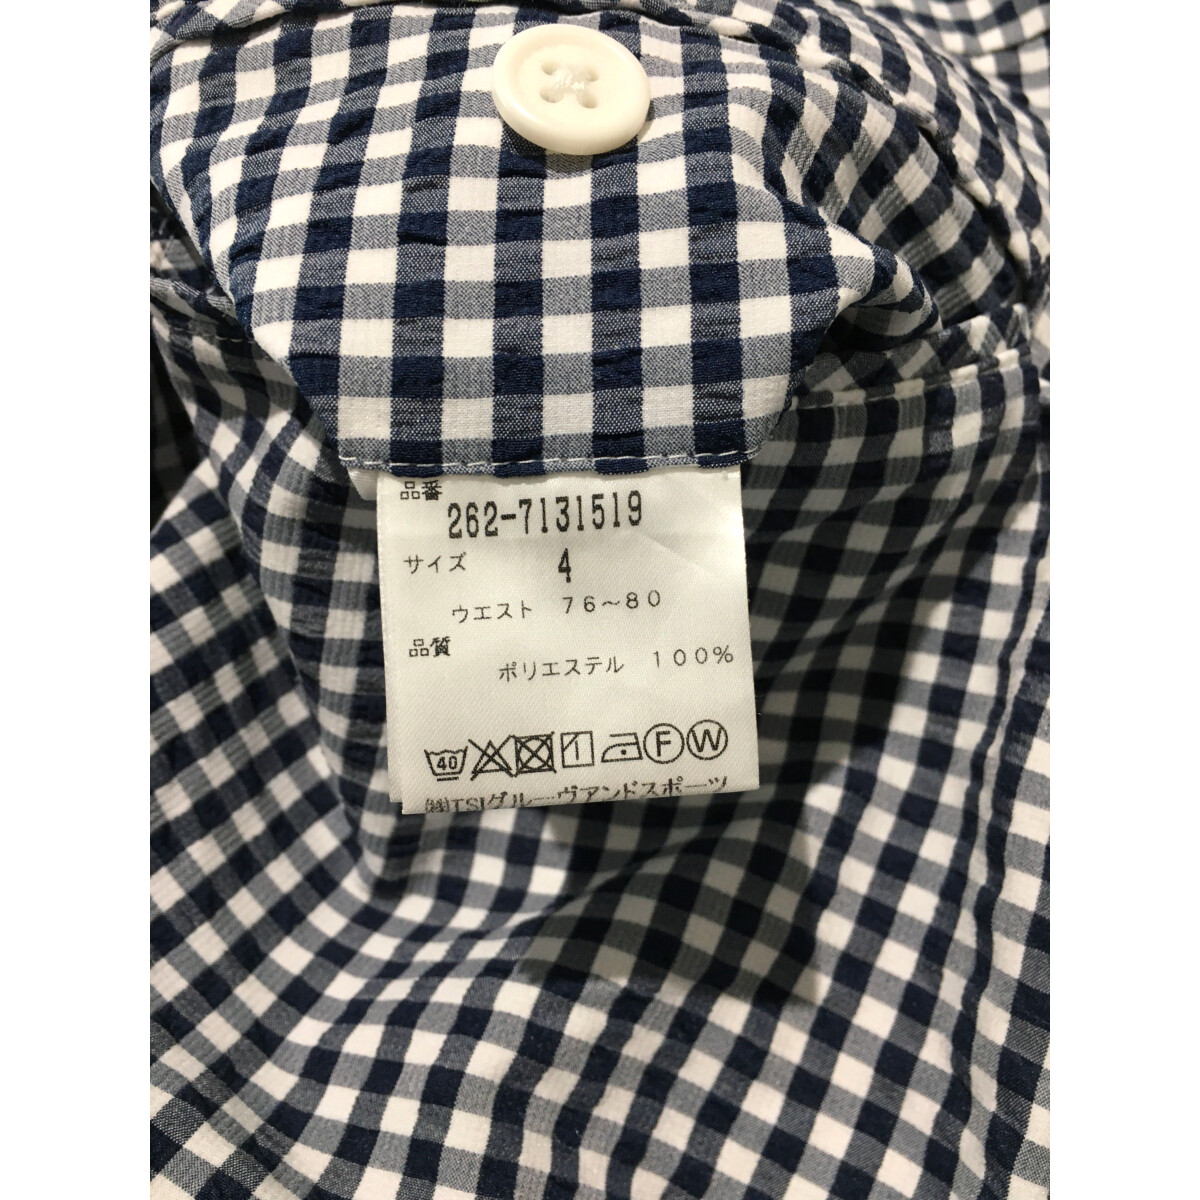 品番
262-7131519
サイズ 4
ウエスト 76～80
品質
ポリエステル 100%
40 1 F W
㈱TSIグルーヴアンドスポーツ